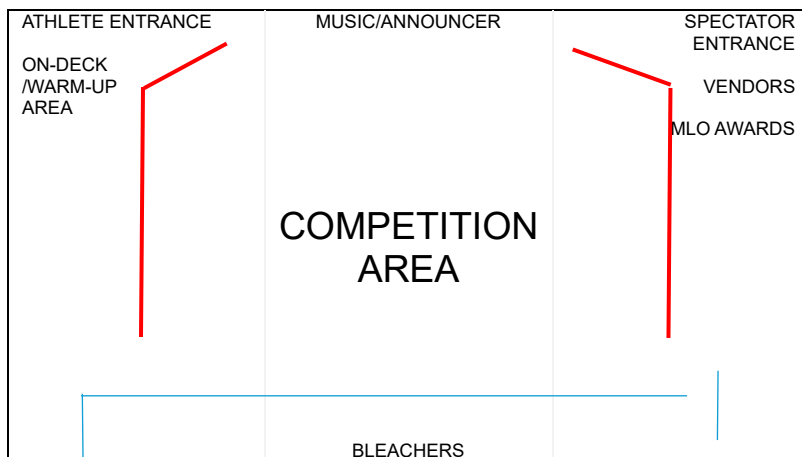 ATHLETE ENTRANCE
ON-DECK
/WARM-UP
AREA
MUSIC/ANNOUNCER
SPECTATOR
ENTRANCE
VENDORS
MLO AWARDS
COMPETITION
AREA
BLEACHERS